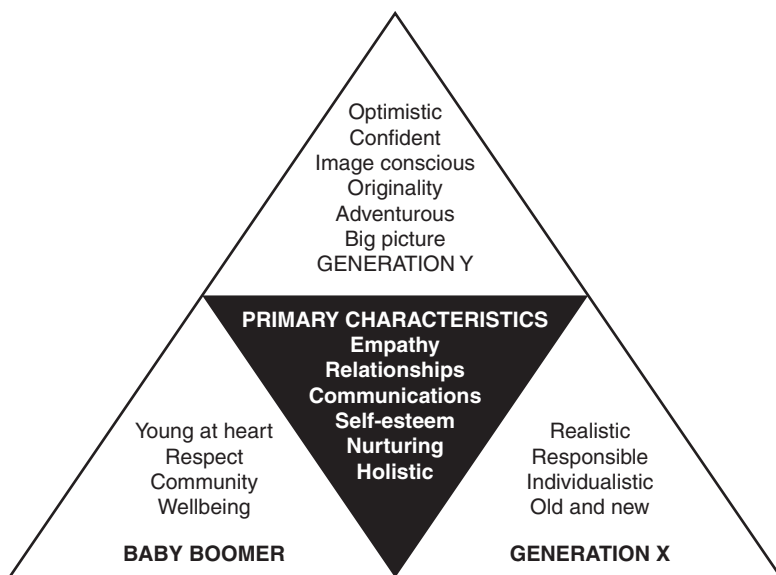 Optimistic
Confident
Image conscious
Originality
Adventurous
Big picture
GENERATION Y
PRIMARY CHARACTERISTICS
Empathy
Relationships
Communications
Self-esteem
Nurturing
Holistic
Young at heart
Respect
Community
Wellbeing
BABY BOOMER
Realistic
Responsible
Individualistic
Old and new
GENERATION X